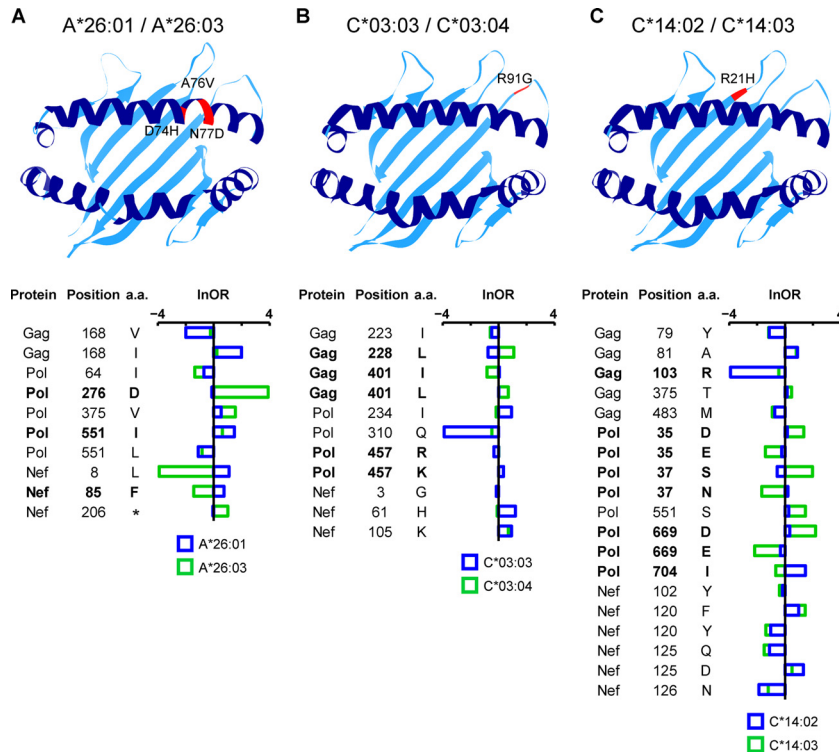 A
A*26:01 / A*26:03
A76V
D74H
N77D
Protein Position a.a. lnOR
−4 4
Gag 168 V
Gag 168 I
Pol 64 I
Pol 276 D
Pol 375 V
Pol 551 I
Pol 551 L
Nef 8 L
Nef 85 F
Nef 206 *
A*26:01
A*26:03
B
C*03:03 / C*03:04
R91G
Protein Position a.a. lnOR
−4 4
Gag 223 I
Gag 228 L
Gag 401 I
Gag 401 L
Pol 234 I
Pol 310 Q
Pol 457 R
Pol 457 K
Nef 3 G
Nef 61 H
Nef 105 K
C*03:03
C*03:04
C
C*14:02 / C*14:03
R21H
Protein Position a.a. lnOR
−4 4
Gag 79 Y
Gag 81 A
Gag 103 R
Gag 375 T
Gag 483 M
Pol 35 D
Pol 35 E
Pol 37 S
Pol 37 N
Pol 551 S
Pol 669 D
Pol 669 E
Pol 704 I
Nef 102 Y
Nef 120 F
Nef 120 Y
Nef 125 Q
Nef 125 D
Nef 126 N
C*14:02
C*14:03